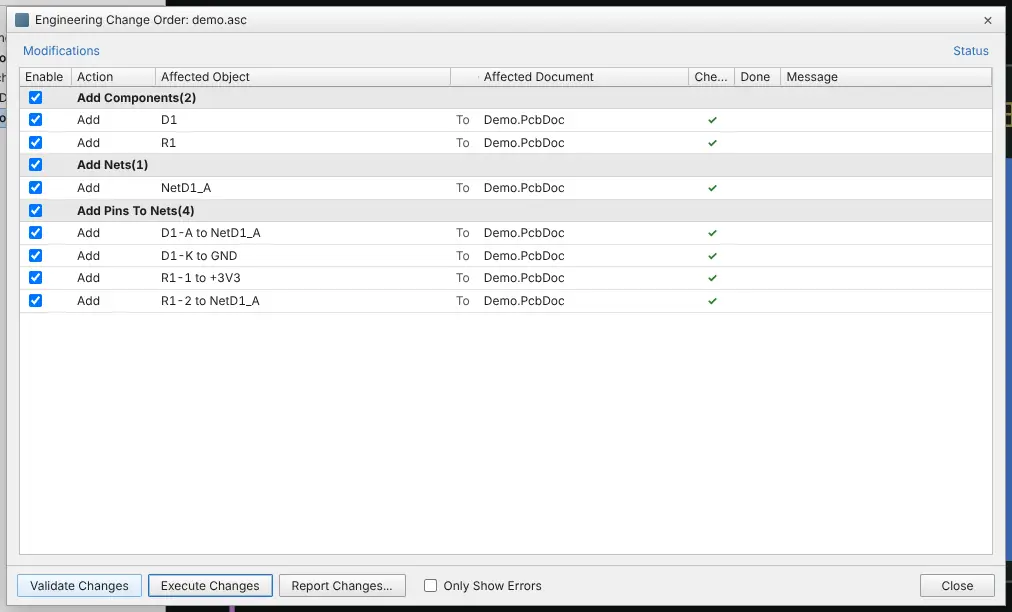 Engineering Change Order: demo.asc
Modifications Status
Enable Action Affected Object Affected Document Che... Done Message
Add Components(2)
Add D1 To Demo.PcbDoc
Add R1 To Demo.PcbDoc
Add Nets(1)
Add NetD1_A To Demo.PcbDoc
Add Pins To Nets(4)
Add D1-A to NetD1_A To Demo.PcbDoc
Add D1-K to GND To Demo.PcbDoc
Add R1-1 to +3V3 To Demo.PcbDoc
Add R1-2 to NetD1_A To Demo.PcbDoc
Validate Changes Execute Changes Report Changes... Only Show Errors Close